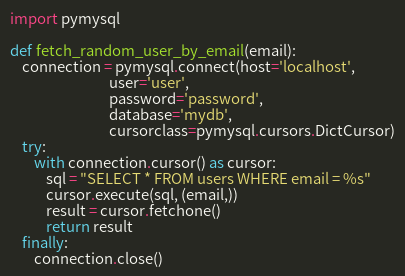 import pymysql

def fetch_random_user_by_email(email):
    connection = pymysql.connect(host='localhost',
                                 user='user',
                                 password='password',
                                 database='mydb',
                                 cursorclass=pymysql.cursors.DictCursor)
    try:
        with connection.cursor() as cursor:
            sql = "SELECT * FROM users WHERE email = %s"
            cursor.execute(sql, (email,))
            result = cursor.fetchone()
            return result
    finally:
        connection.close()